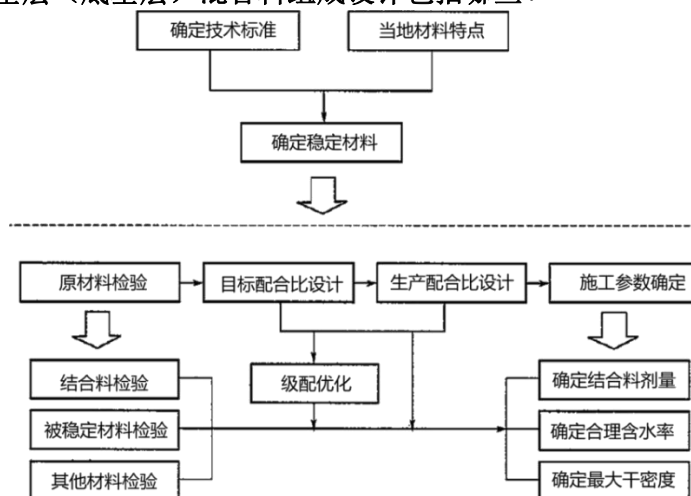 确定技术标准 当地材料特点
确定稳定材料
原材料检验 目标配合比设计 生产配合比设计 施工参数确定
结合料检验 级配优化 确定结合料剂量
被稳定材料检验 确定合理含水率
其他材料检验 确定最大干密度